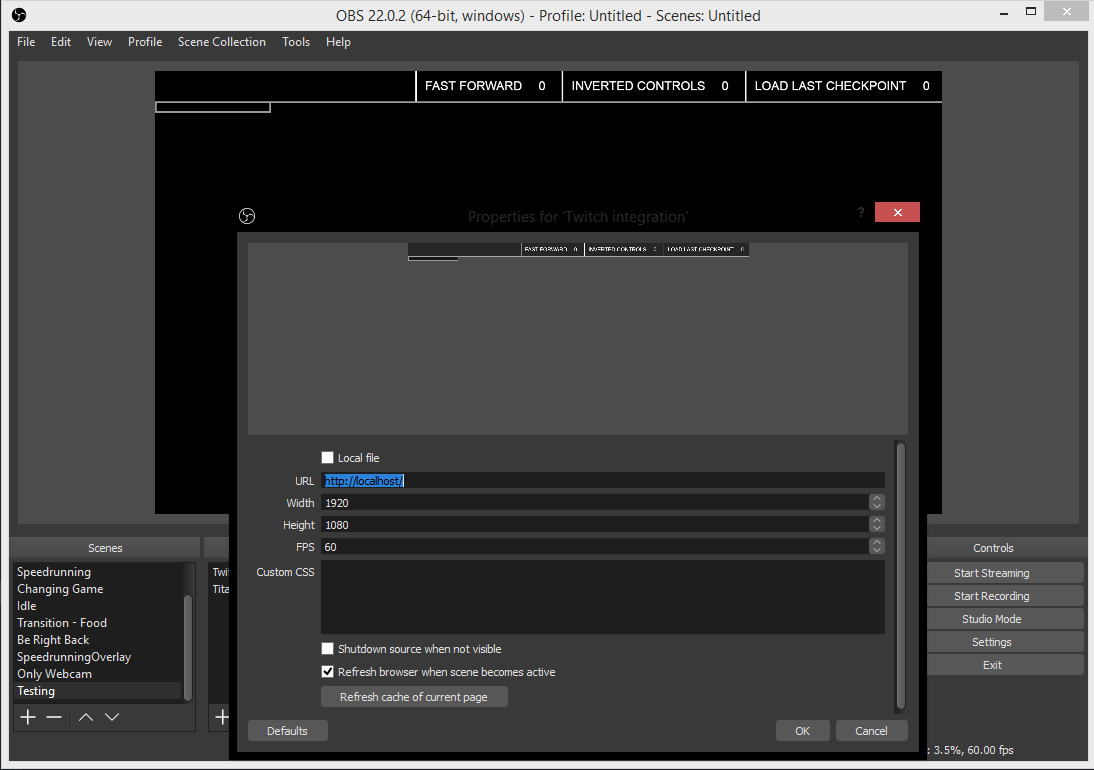 OBS 22.0.2 (64-bit, windows) - Profile: Untitled - Scenes: Untitled
File Edit View Profile Scene Collection Tools Help
FAST FORWARD 0 INVERTED CONTROLS 0 LOAD LAST CHECKPOINT 0
Properties for 'Twitch integration' ?
FAST FORWARD 0 INVERTED CONTROLS 0 LOAD LAST CHECKPOINT 0
Local file
URL http://localhost/
Width 1920
Height 1080
FPS 60
Custom CSS
Shutdown source when not visible
Refresh browser when scene becomes active
Refresh cache of current page
Defaults OK Cancel
Scenes
Speedrunning
Changing Game
Idle
Transition - Food
Be Right Back
SpeedrunningOverlay
Only Webcam
Testing
Twi
Tita
Controls
Start Streaming
Start Recording
Studio Mode
Settings
Exit
: 3.5%, 60.00 fps